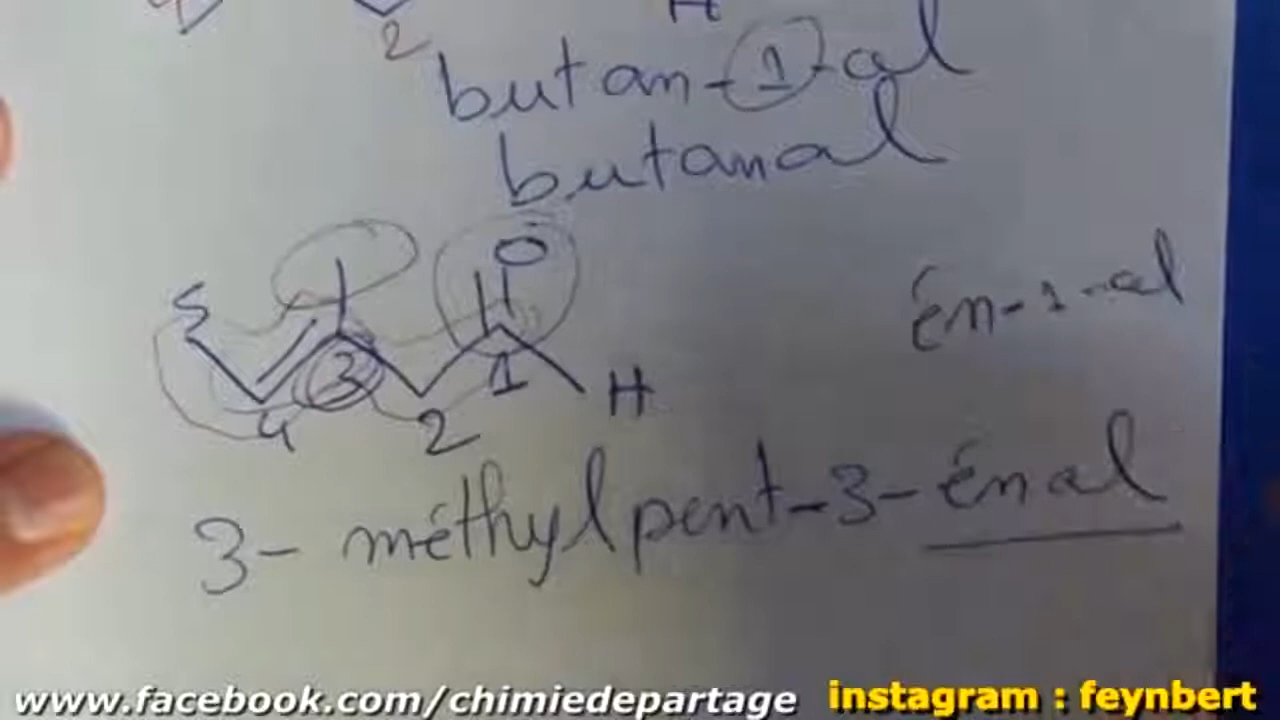 2
H
butan-1-al
butanal
O
5
3
1
H
4
2
én-1-al
3-méthylpent-3-énal
www.facebook.com/chimiedepartage
instagram : feynbert